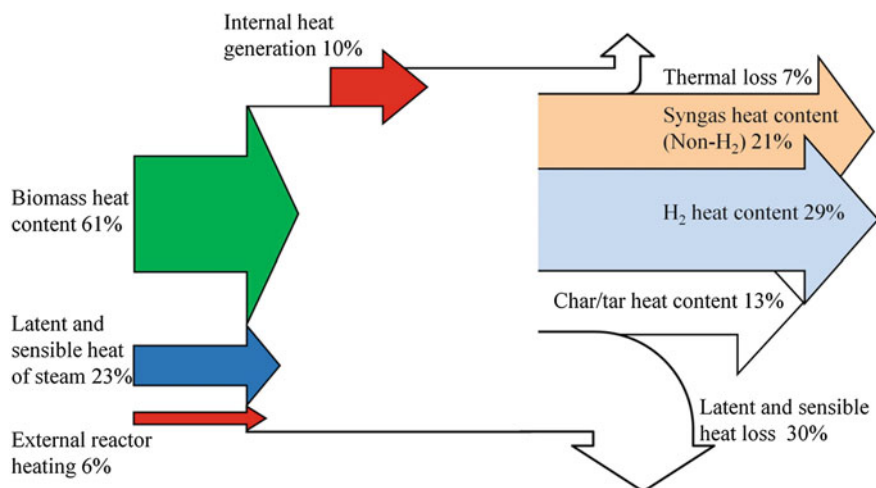 Internal heat
generation 10%
Thermal loss 7%
Syngas heat content
(Non-H₂) 21%
Biomass heat
content 61%
H₂ heat content 29%
Char/tar heat content 13%
Latent and
sensible heat
of steam 23%
Latent and sensible
heat loss 30%
External reactor
heating 6%